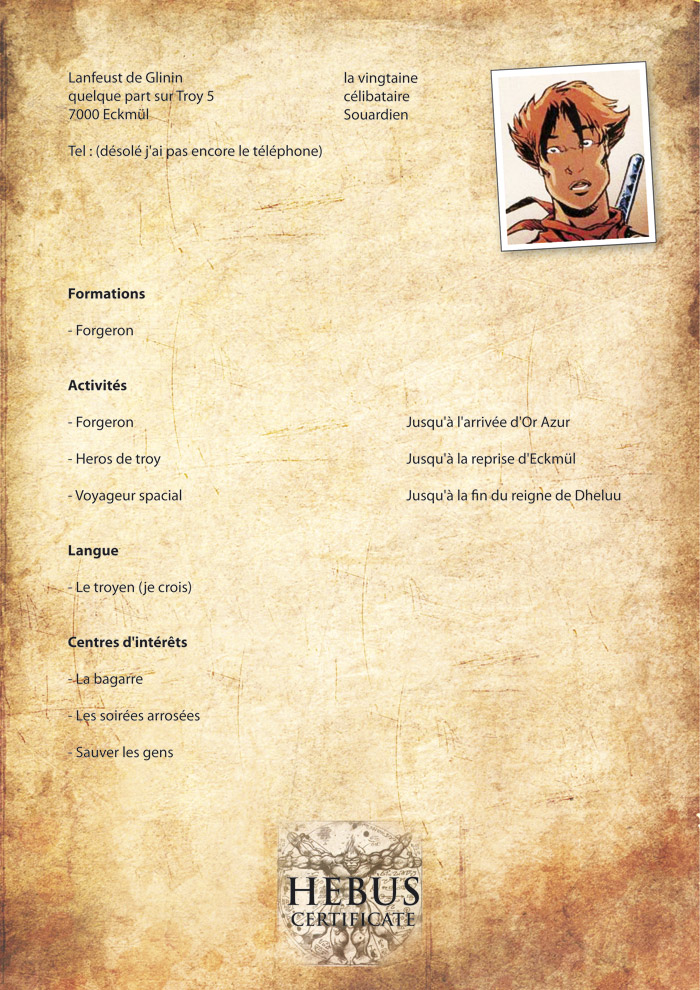 Lanfeust de Glinin
quelque part sur Troy 5
7000 Eckmül
Tel : (désolé j'ai pas encore le téléphone)
la vingtaine
célibataire
Souardien
Formations
- Forgeron
Activités
- Forgeron Jusqu'à l'arrivée d'Or Azur
- Heros de troy Jusqu'à la reprise d'Eckmül
- Voyageur spacial Jusqu'à la fin du reigne de Dheluu
Langue
- Le troyen (je crois)
Centres d'intérêts
- La bagarre
- Les soirées arrosées
- Sauver les gens
HEBUS
CERTIFICATE